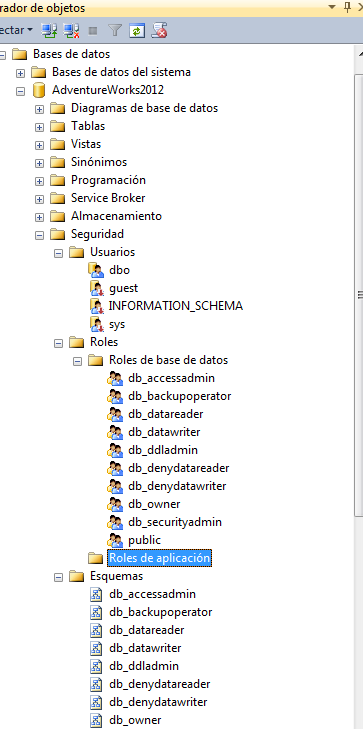 rador de objetos
ectar
Bases de datos
Bases de datos del sistema
AdventureWorks2012
Diagramas de base de datos
Tablas
Vistas
Sinónimos
Programación
Service Broker
Almacenamiento
Seguridad
Usuarios
dbo
guest
INFORMATION_SCHEMA
sys
Roles
Roles de base de datos
db_accessadmin
db_backupoperator
db_datareader
db_datawriter
db_ddladmin
db_denydatareader
db_denydatawriter
db_owner
db_securityadmin
public
Roles de aplicación
Esquemas
db_accessadmin
db_backupoperator
db_datareader
db_datawriter
db_ddladmin
db_denydatareader
db_denydatawriter
db_owner